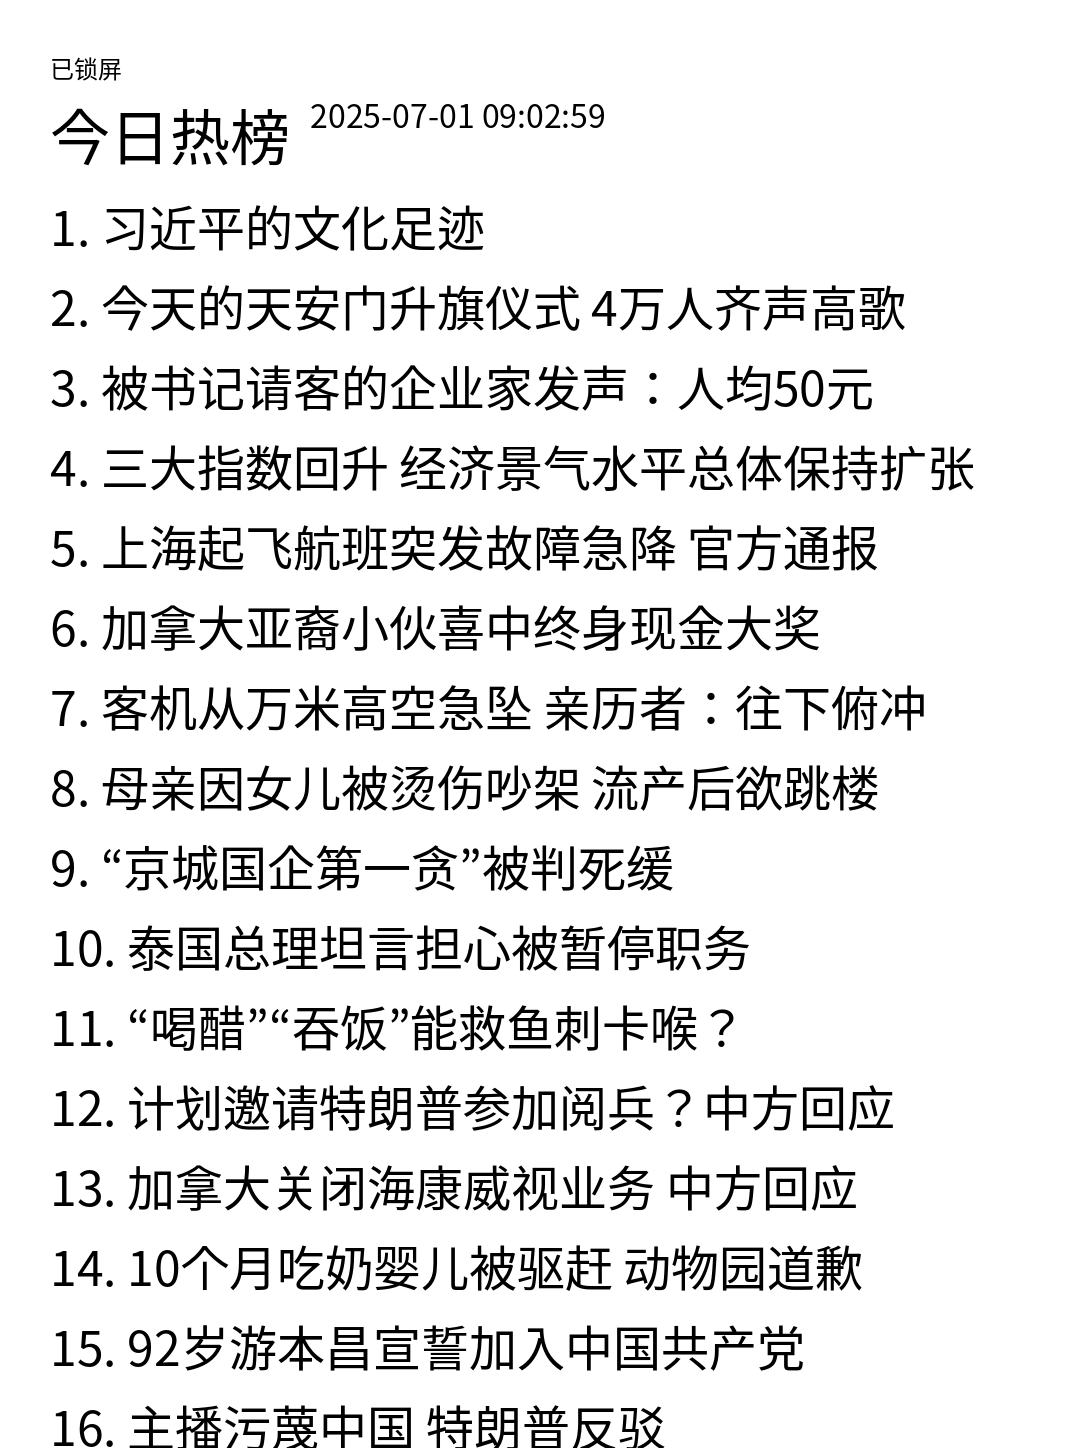 已锁屏
今日热榜 2025-07-01 09:02:59
1. 习近平的文化足迹
2. 今天的天安门升旗仪式 4万人齐声高歌
3. 被书记请客的企业家发声：人均50元
4. 三大指数回升 经济景气水平总体保持扩张
5. 上海起飞航班突发故障急降 官方通报
6. 加拿大亚裔小伙喜中终身现金大奖
7. 客机从万米高空急坠 亲历者：往下俯冲
8. 母亲因女儿被烫伤吵架 流产后欲跳楼
9. “京城国企第一贪”被判死缓
10. 泰国总理坦言担心被暂停职务
11. “喝醋”“吞饭”能救鱼刺卡喉？
12. 计划邀请特朗普参加阅兵？中方回应
13. 加拿大关闭海康威视业务 中方回应
14. 10个月吃奶婴儿被驱赶 动物园道歉
15. 92岁游本昌宣誓加入中国共产党
16. 主播污蔑中国 特朗普反驳